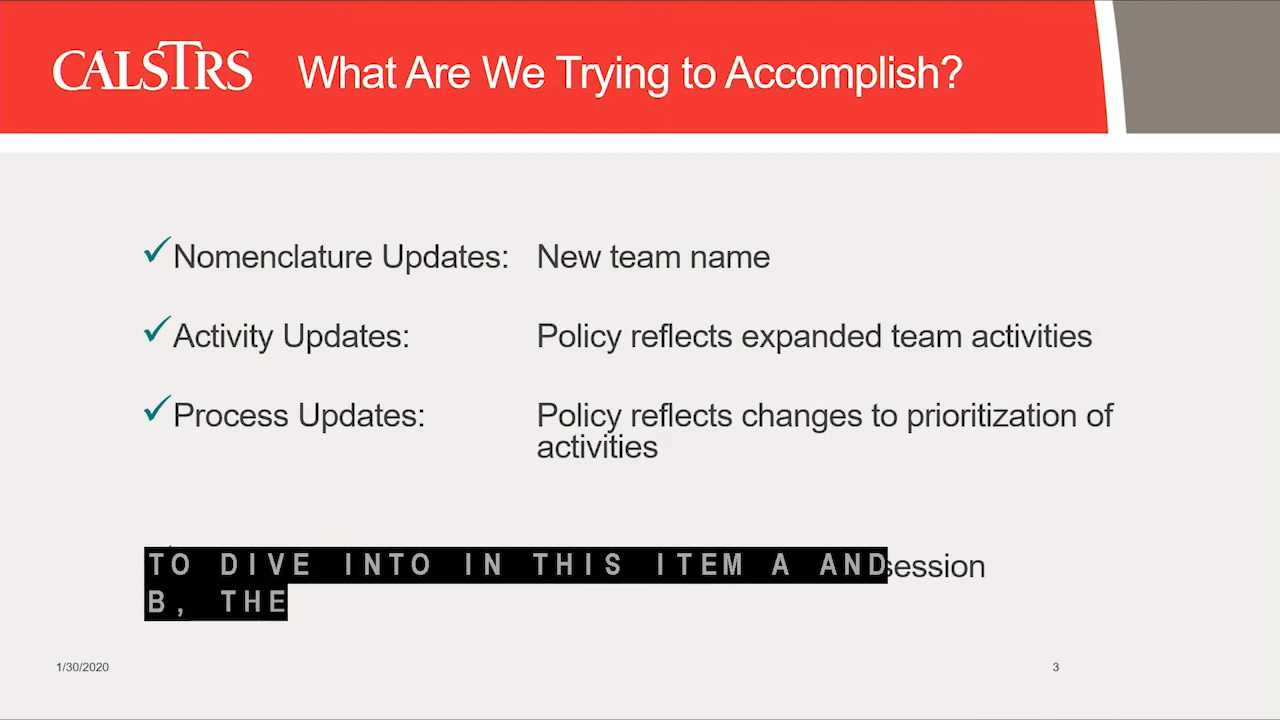 CALSTRS What Are We Trying to Accomplish?
Nomenclature Updates: New team name
Activity Updates: Policy reflects expanded team activities
Process Updates: Policy reflects changes to prioritization of
activities
TO DIVE INTO IN THIS ITEM A AND session
B, THE
1/30/2020 3